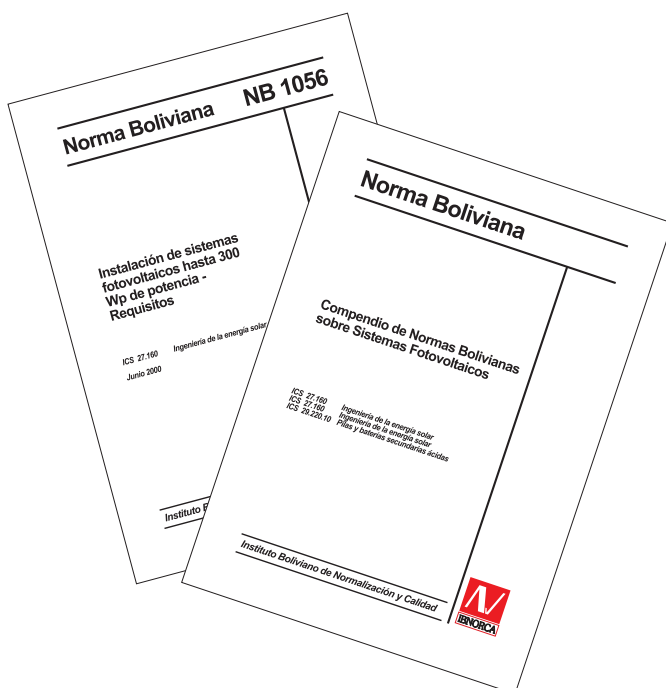 Norma Boliviana NB 1056
Instalación de sistemas
fotovoltaicos hasta 300
Wp de potencia -
Requisitos
ICS 27.160 Ingeniería de la energía solar
Junio 2000
Instituto
Norma Boliviana
Compendio de Normas Bolivianas
sobre Sistemas Fotovoltaicos
ICS 27.160 Ingeniería de la energía solar
ICS 27.160 Ingeniería de la energía solar
ICS 29.220.10 Pilas y baterías secundarias ácidas
Instituto Boliviano de Normalización y Calidad
IBNORCA